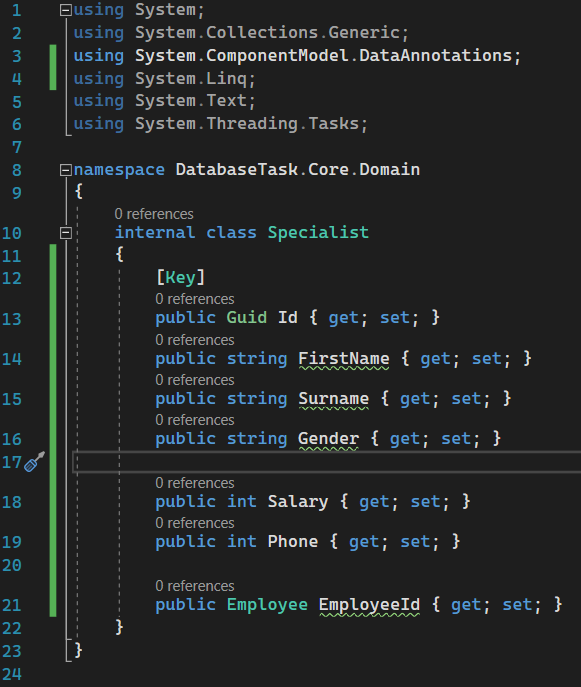 1 using System;
2 using System.Collections.Generic;
3 using System.ComponentModel.DataAnnotations;
4 using System.Linq;
5 using System.Text;
6 using System.Threading.Tasks;
7
8 namespace DatabaseTask.Core.Domain
9 {
0 references
10 internal class Specialist
11 {
12 [Key]
0 references
13 public Guid Id { get; set; }
0 references
14 public string FirstName { get; set; }
0 references
15 public string Surname { get; set; }
0 references
16 public string Gender { get; set; }
17
0 references
18 public int Salary { get; set; }
0 references
19 public int Phone { get; set; }
20
0 references
21 public Employee EmployeeId { get; set; }
22 }
23 }
24